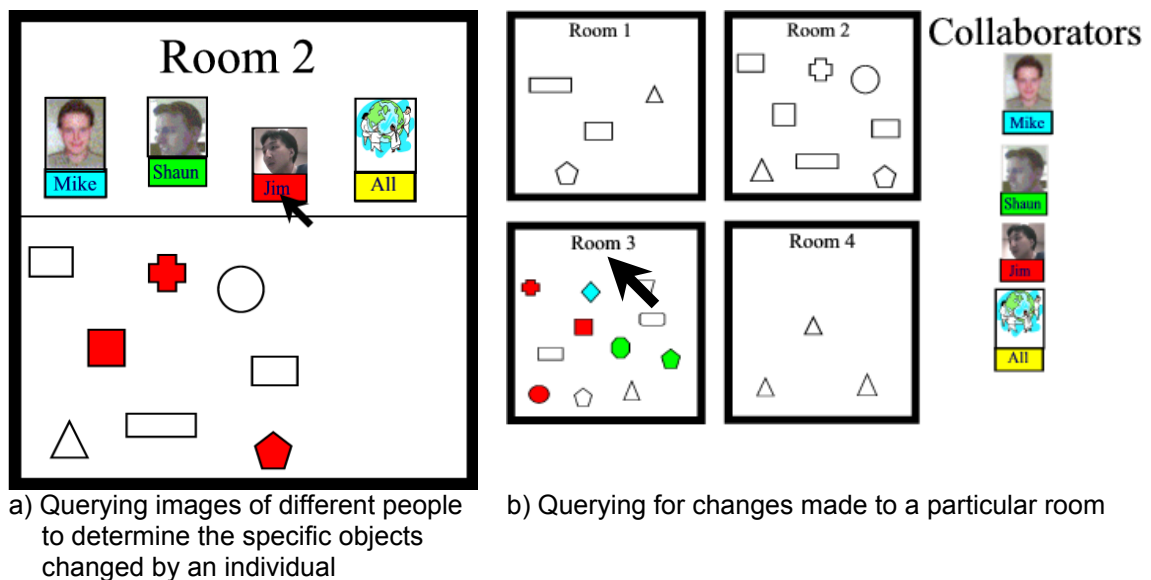 Room 2
Mike
Shaun
Jim
All
a) Querying images of different people
to determine the specific objects
changed by an individual
Room 1
Room 2
Room 3
Room 4
Collaborators
Mike
Shaun
Jim
All
b) Querying for changes made to a particular room